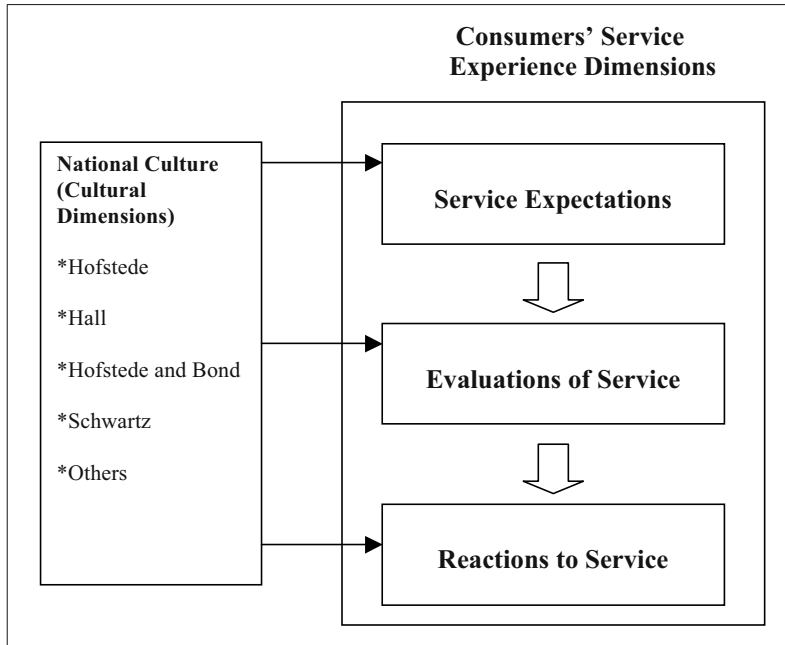 Consumers’ Service
Experience Dimensions
National Culture
(Cultural
Dimensions)
*Hofstede
*Hall
*Hofstede and Bond
*Schwartz
*Others
Service Expectations
Evaluations of Service
Reactions to Service